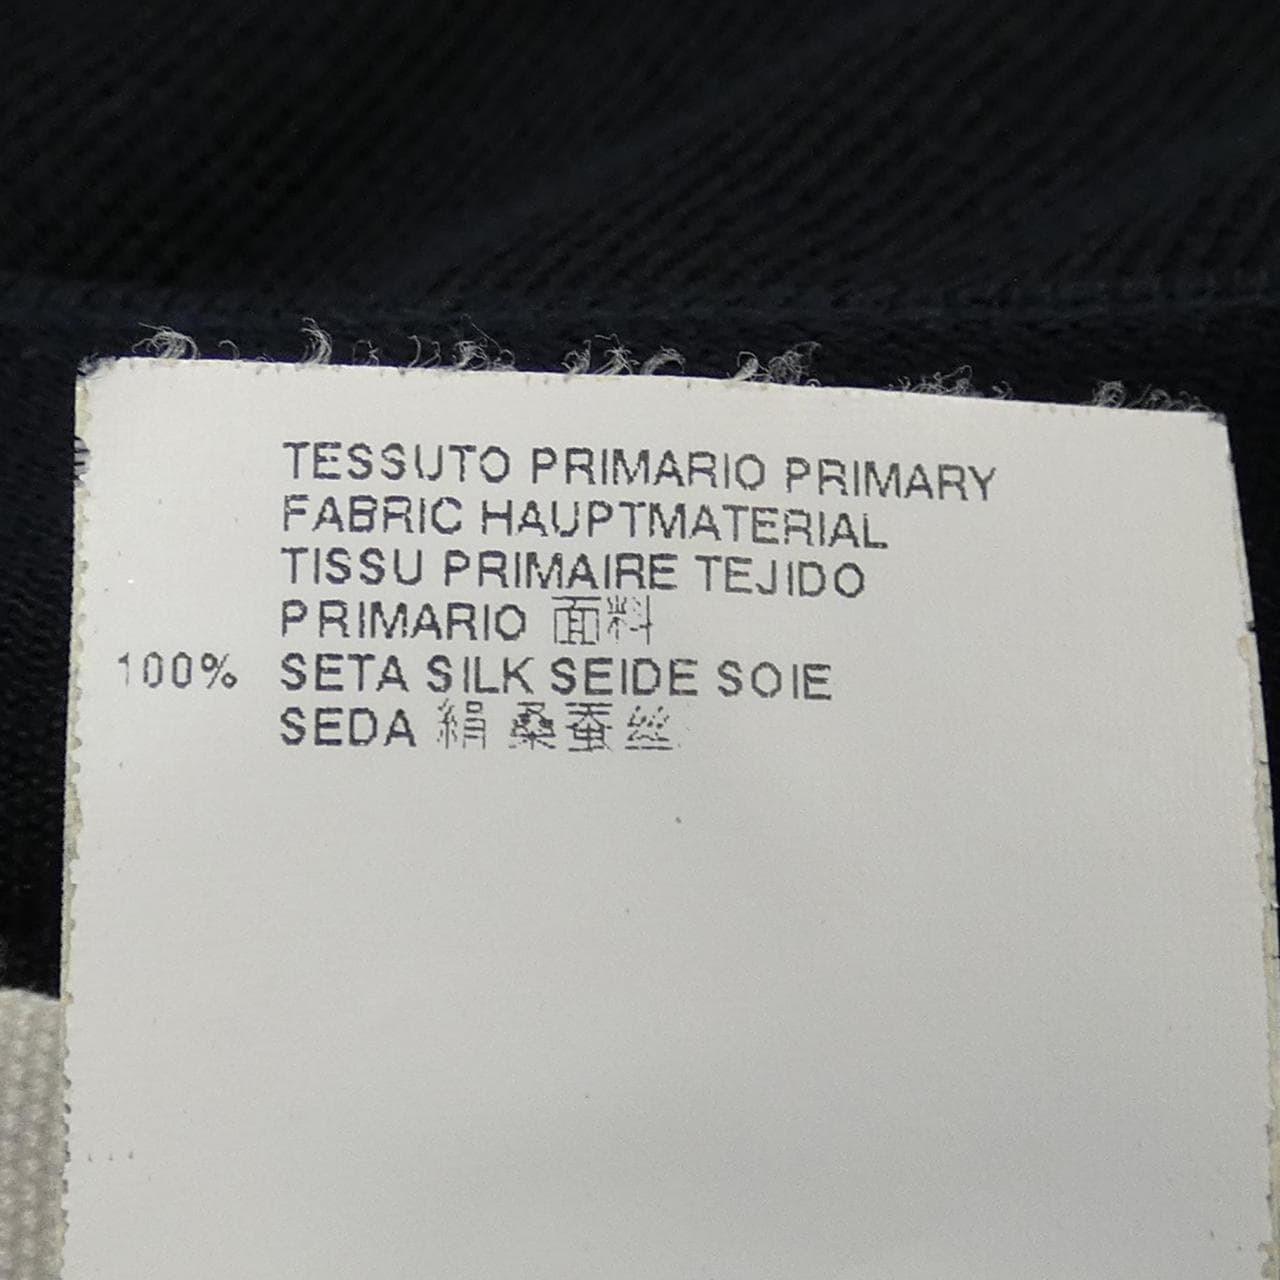 TESSUTO PRIMARIO PRIMARY
FABRIC HAUPTMATERIAL
TISSU PRIMAIRE TEJIDO
PRIMARIO 面料
100% SETA SILK SEIDE SOIE
SEDA 絹 桑蚕丝